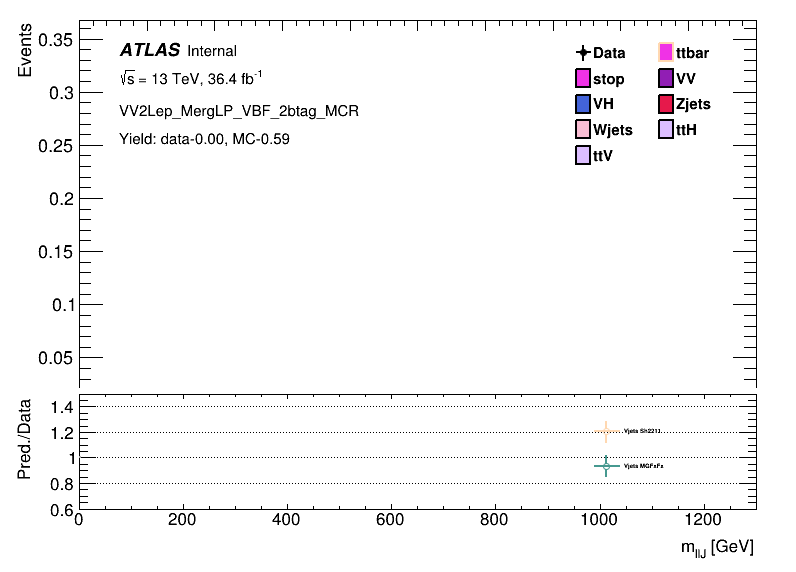 Events
0.35
0.3
0.25
0.2
0.15
0.1
0.05
ATLAS Internal
√s = 13 TeV, 36.4 fb-1
VV2Lep_MergLP_VBF_2btag_MCR
Yield: data-0.00, MC-0.59
Data ttbar
stop VV
VH Zjets
Wjets ttH
ttV
Pred./Data
1.4
1.2
1
0.8
0.6
Vjets Sh2211
Vjets MGFxFx
0 200 400 600 800 1000 1200
mllJ [GeV]